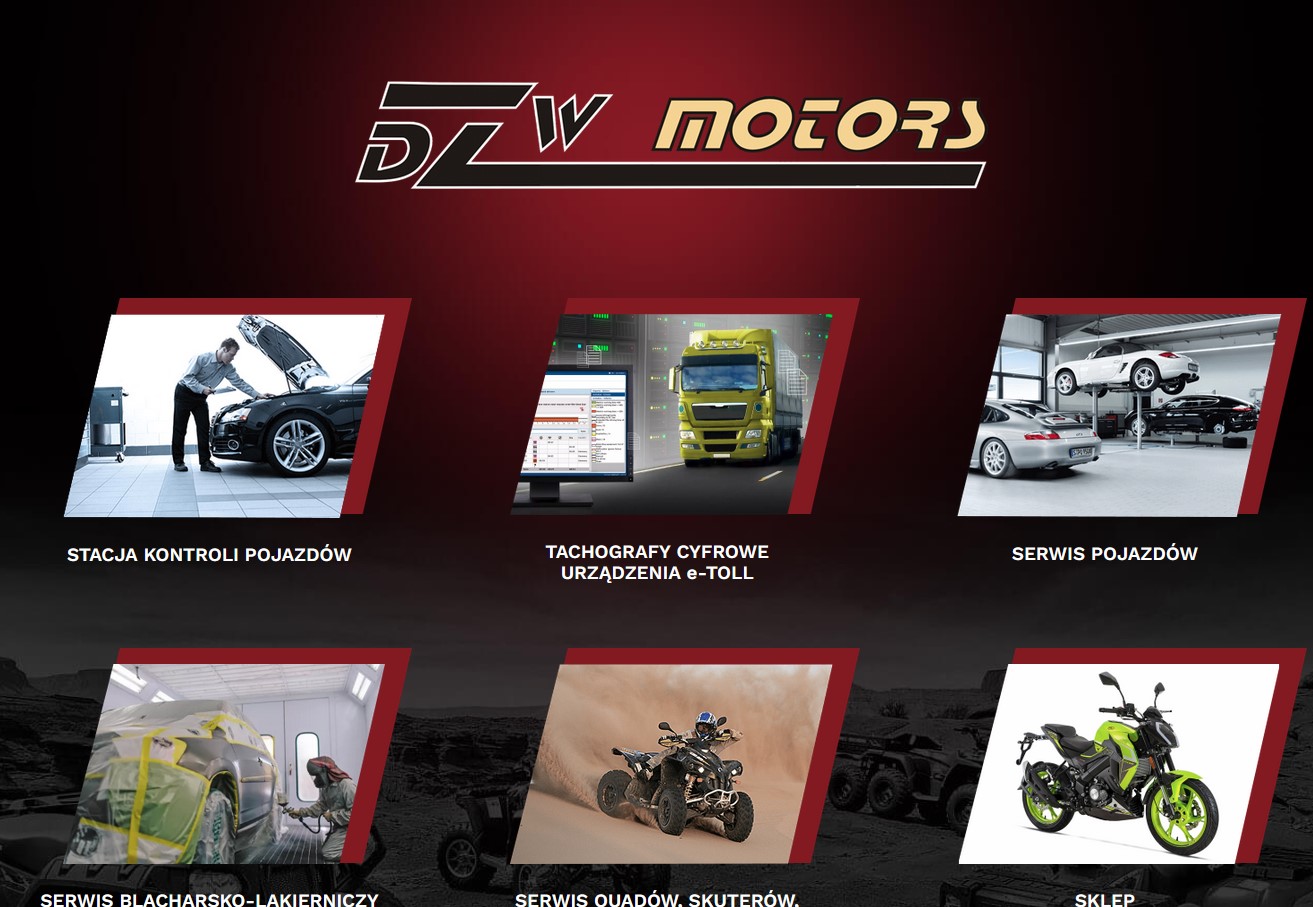 DZW MOTORS
STACJA KONTROLI POJAZDÓW
TACHOGRAFY CYFROWE
URZĄDZENIA e-TOLL
SERWIS POJAZDÓW
SERWIS BLACHARSKO-LAKIERNICZY
SERWIS QUADÓW, SKUTERÓW,
SKLEP